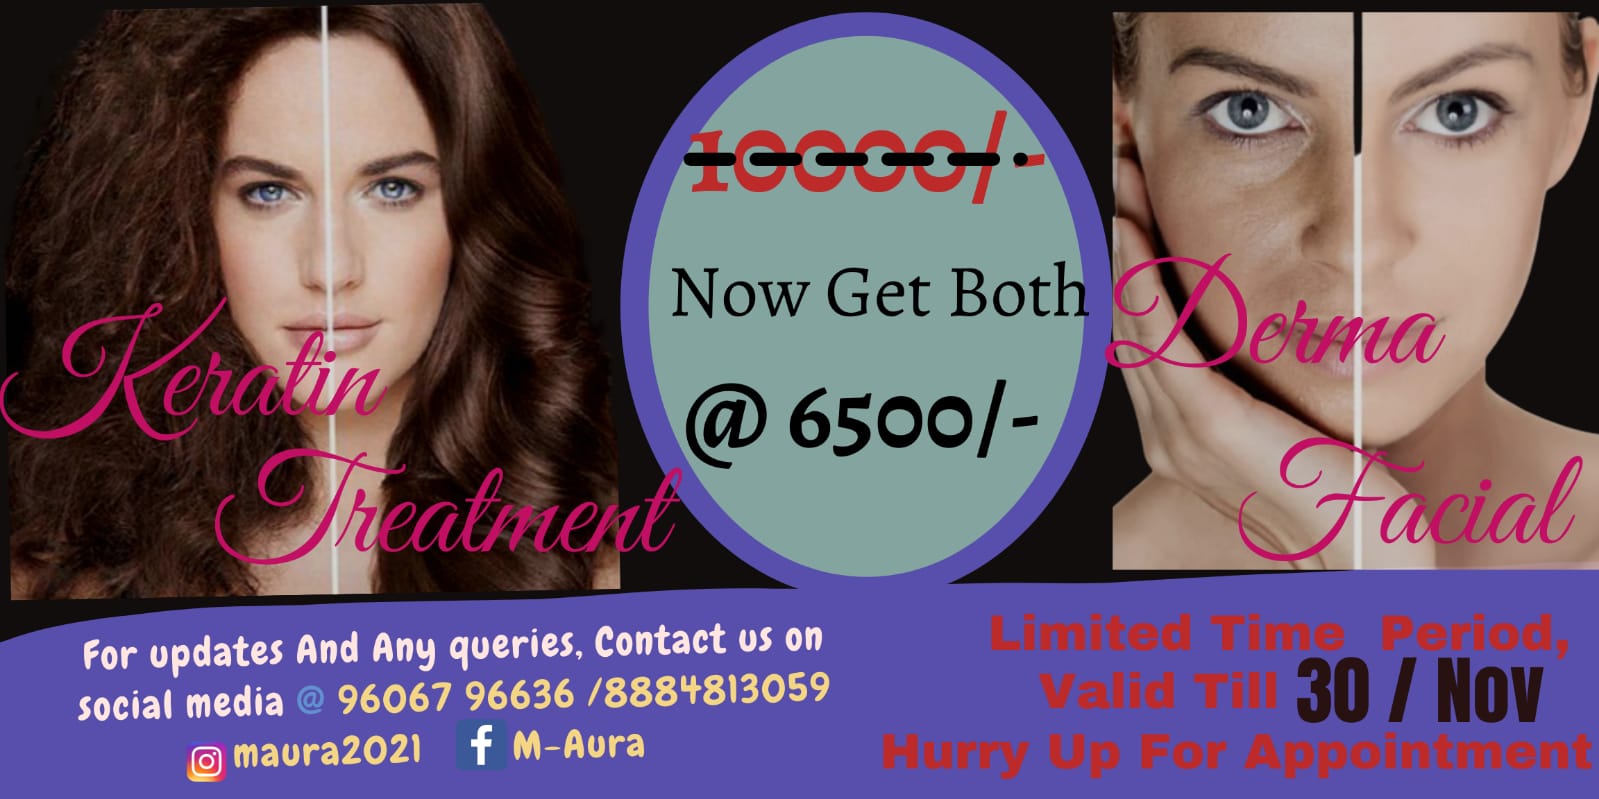 Keratin
Treatment
10000/-
Now Get Both
@ 6500/-
Derma
Facial
For updates And Any queries, Contact us on
social media @ 96067 96636 /8884813059
maura2021 f M-Aura
Limited Time Period,
Valid Till 30 / Nov
Hurry Up For Appointment